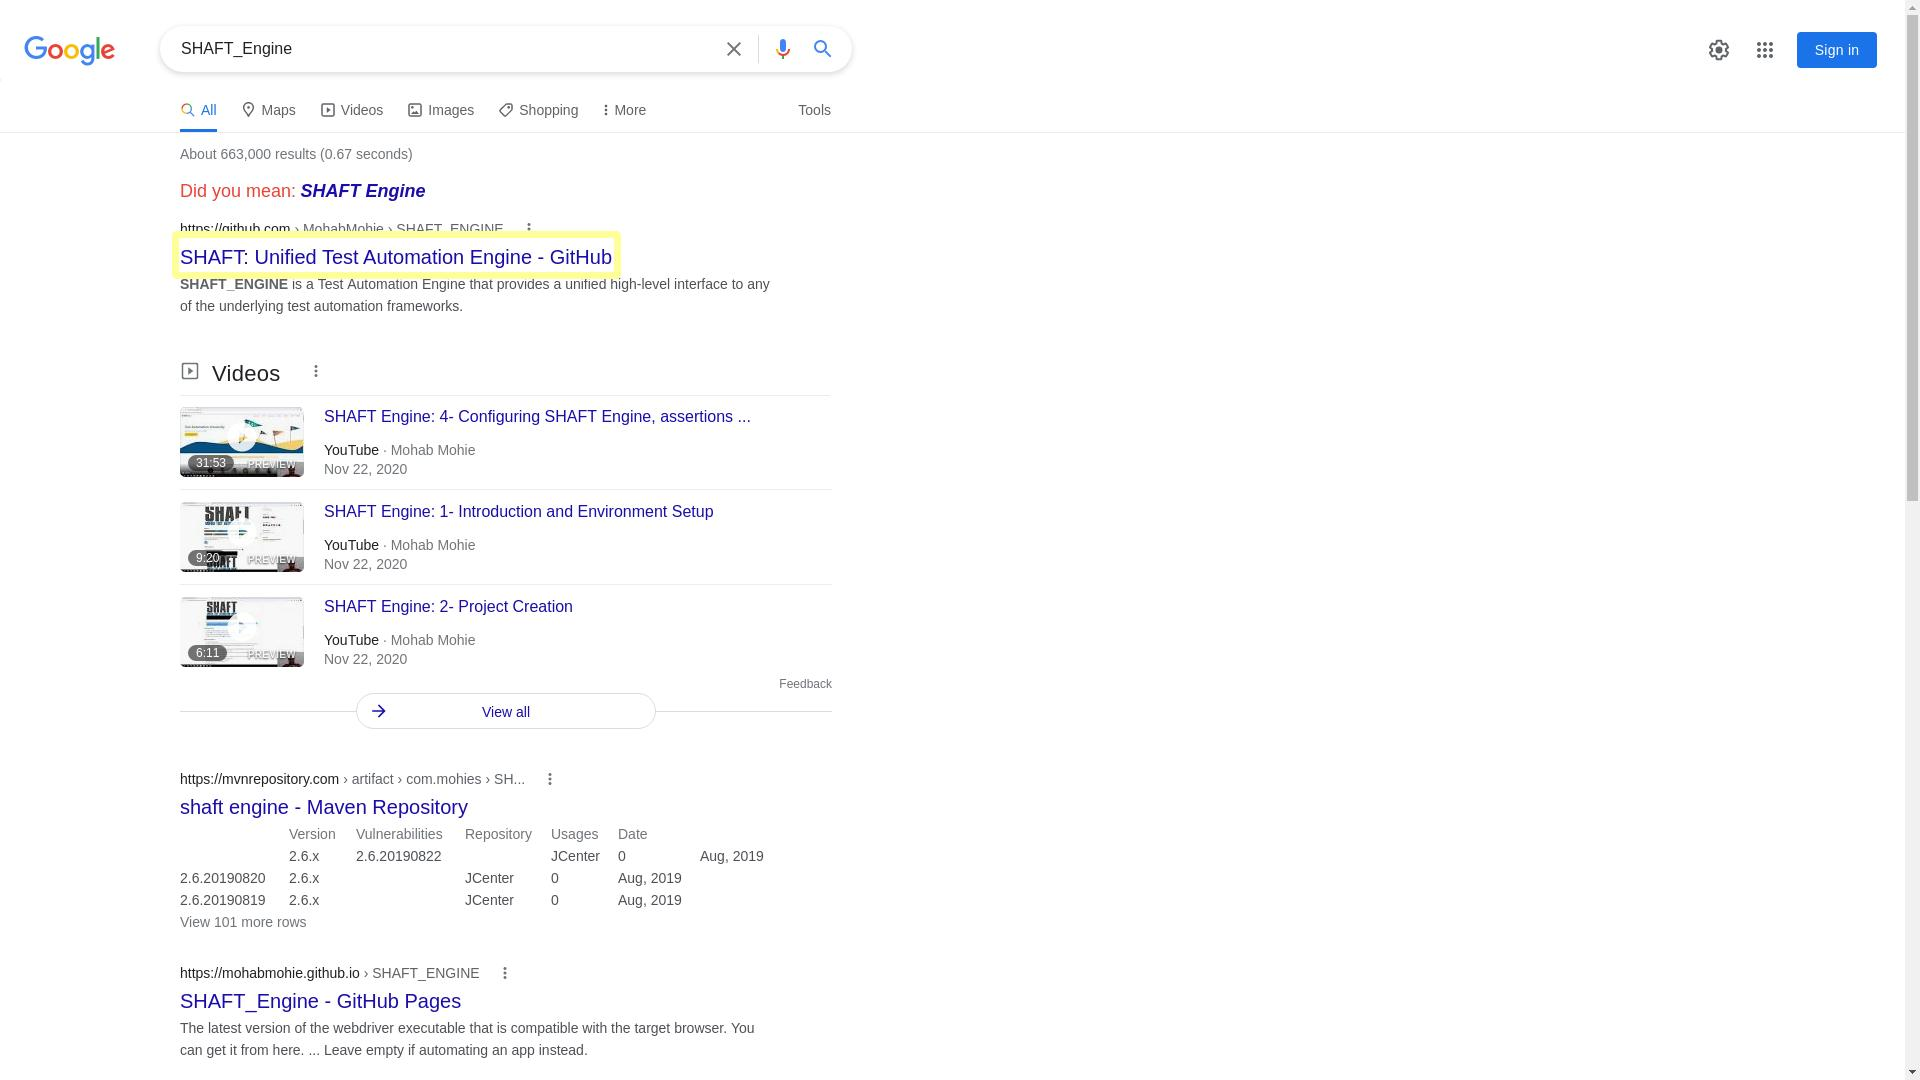 Google
SHAFT_Engine
Sign in
All
Maps
Videos
Images
Shopping
More
Tools
About 663,000 results (0.67 seconds)
Did you mean: SHAFT Engine
https://github.com › MohabMohie › SHAFT_ENGINE
SHAFT: Unified Test Automation Engine - GitHub
SHAFT_ENGINE is a Test Automation Engine that provides a unified high-level interface to any
of the underlying test automation frameworks.
Videos
SHAFT Engine: 4- Configuring SHAFT Engine, assertions ...
YouTube · Mohab Mohie
31:53
PREVIEW
Nov 22, 2020
SHAFT Engine: 1- Introduction and Environment Setup
SHAFT
YouTube · Mohab Mohie
9:20
PREVIEW
Nov 22, 2020
SHAFT Engine: 2- Project Creation
SHAFT
YouTube · Mohab Mohie
6:11
PREVIEW
Nov 22, 2020
Feedback
View all
https://mvnrepository.com › artifact › com.mohies › SH...
shaft engine - Maven Repository
Version Vulnerabilities Repository Usages Date
2.6.x 2.6.20190822 JCenter 0 Aug, 2019
2.6.20190820 2.6.x JCenter 0 Aug, 2019
2.6.20190819 2.6.x JCenter 0 Aug, 2019
View 101 more rows
https://mohabmohie.github.io › SHAFT_ENGINE
SHAFT_Engine - GitHub Pages
The latest version of the webdriver executable that is compatible with the target browser. You
can get it from here. ... Leave empty if automating an app instead.